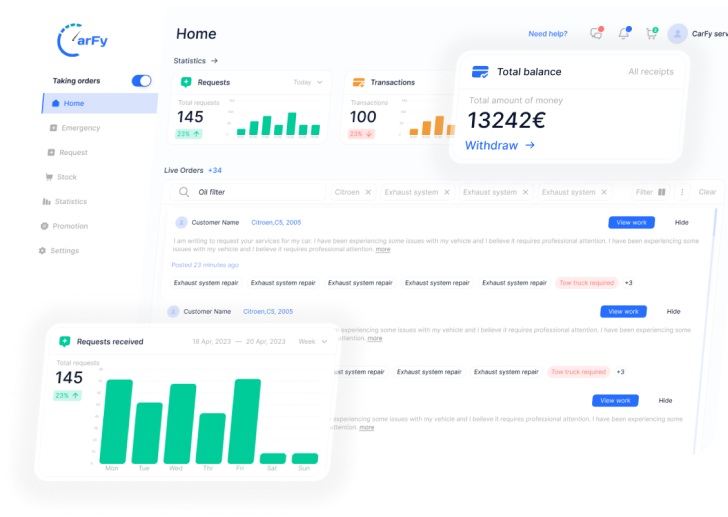 CarFy
Home
Need help?
CarFy serv
Statistics →
Taking orders
Home
Emergency
Request
Stock
Statistics
Promotion
Settings
Requests
Today
Total requests
145
23% ↑
Transactions
Transactions
100
23% ↓
Total balance
All receipts
Total amount of money
13242€
Withdraw →
Live Orders +34
Oil filter
Citroen ×
Exhaust system ×
Exhaust system ×
Exhaust system ×
Filter
Clear
Customer Name
Citroen,C5, 2005
View work
Hide
I am writing to request your services for my car. I have been experiencing some issues with my vehicle and I believe it requires professional attention. I have been experiencing some
issues with my vehicle and I believe it requires professional attention. more
Posted 23 minutes ago
Exhaust system repair
Exhaust system repair
Exhaust system repair
Exhaust system repair
Exhaust system repair
Tow truck required
+3
Customer Name
Citroen,C5, 2005
View work
Hide
experiencing some issues with my vehicle and I believe it requires professional attention. I have been experiencing some
attention. more
ust system repair
Exhaust system repair
Exhaust system repair
Tow truck required
+3
View work
Hide
experiencing some issues with my vehicle and I believe it requires professional attention. I have been experiencing some
attention. more
Requests received
18 Apr, 2023 — 20 Apr, 2023
Week
Total requests
145
23% ↑
Mon
Tue
Wed
Thr
Fri
Sat
Sun